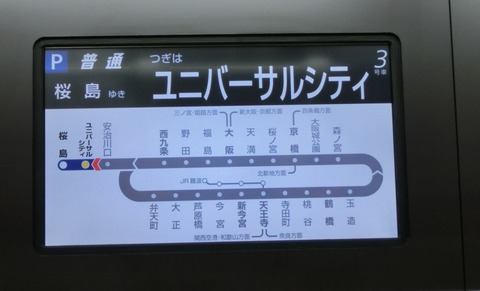 P 普通 つぎは
桜島 ゆき ユニバーサルシティ
3号車
三ノ宮・姫路方面 新大阪・京都方面 四条畷方面
桜島
ユニバーサルシティ
安治川口
西九条
野田
福島
大阪
天満
桜ノ宮
京橋
大阪城公園
森ノ宮
北新地方面
JR難波
弁天町
大正
芦原橋
今宮
新今宮
天王寺
寺田町
桃谷
鶴橋
玉造
関西空港・和歌山方面 奈良方面